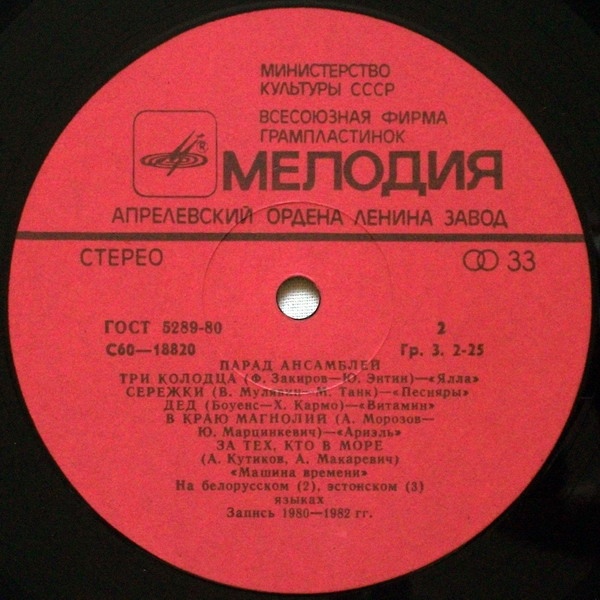 МИНИСТЕРСТВО
КУЛЬТУРЫ СССР
ВСЕСОЮЗНАЯ ФИРМА
ГРАМПЛАСТИНОК
R
МЕЛОДИЯ
АПРЕЛЕВСКИЙ ОРДЕНА ЛЕНИНА ЗАВОД
СТЕРЕО 33
ГОСТ 5289-80 2
С60—18820 Гр. 3. 2-25
ПАРАД АНСАМБЛЕЙ
ТРИ КОЛОДЦА (Ф. Закиров—Ю. Энтин)—«Ялла»
СЕРЕЖКИ (В. Мулявин— М. Танк)—«Песняры»
ДЕД (Боуенс—Х. Кармо)—«Витамин»
В КРАЮ МАГНОЛИЙ (А. Морозов—
Ю. Марцинкевич)—«Ариэль»
ЗА ТЕХ, КТО В МОРЕ
(А. Кутиков, А. Макаревич)
«Машина времени»
На белорусском (2), эстонском (3)
языках
Запись 1980—1982 гг.